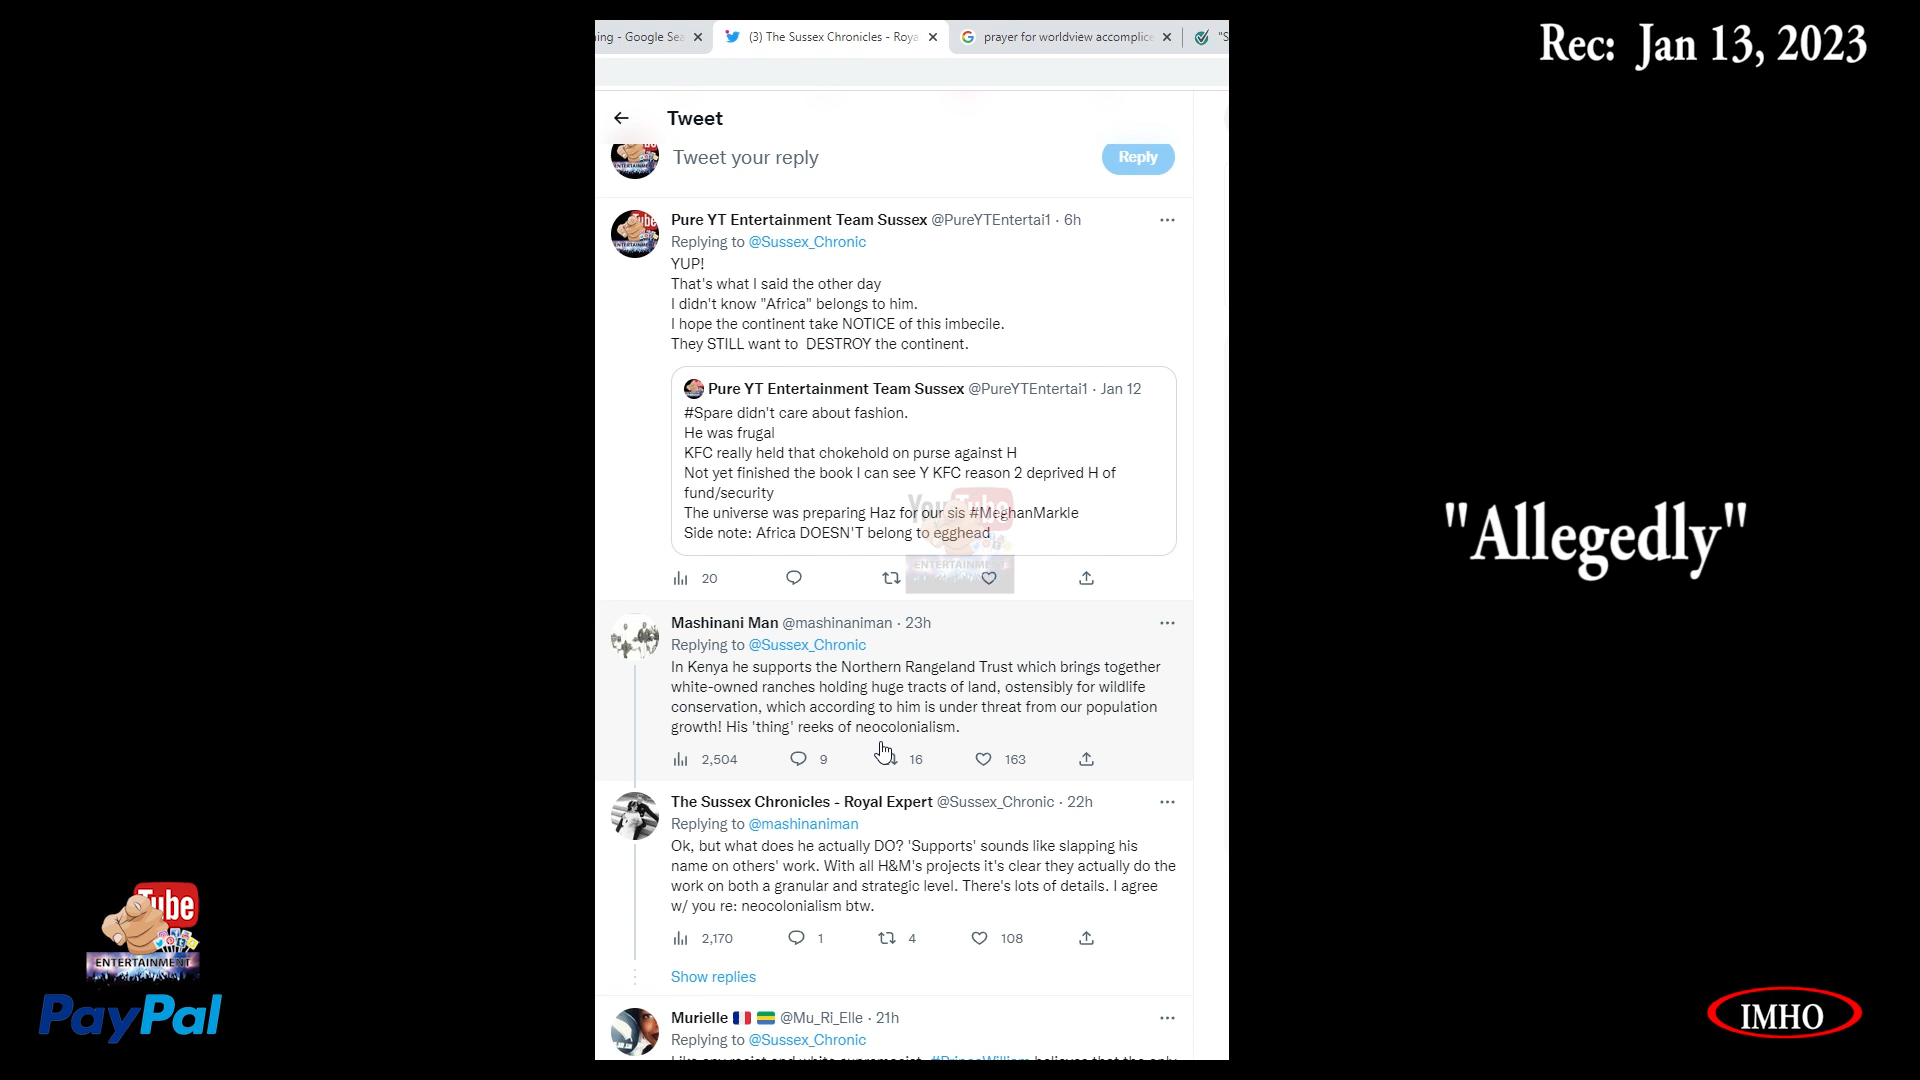 Rec: Jan 13, 2023
ing - Google Sea
(3) The Sussex Chronicles - Roya
prayer for worldview accomplice
"S
Tweet
Tweet your reply
Reply
Pure YT Entertainment Team Sussex @PureYTEntertai1 · 6h
Replying to @Sussex_Chronic
YUP!
That's what I said the other day
I didn't know "Africa" belongs to him.
I hope the continent take NOTICE of this imbecile.
They STILL want to DESTROY the continent.
Pure YT Entertainment Team Sussex @PureYTEntertai1 · Jan 12
#Spare didn't care about fashion.
He was frugal
KFC really held that chokehold on purse against H
Not yet finished the book I can see Y KFC reason 2 deprived H of
fund/security
The universe was preparing Haz for our sis #MeghanMarkle
Side note: Africa DOESN'T belong to egghead
YouTube
ENTERTAINMENT
20
Mashinani Man @mashinaniman · 23h
Replying to @Sussex_Chronic
In Kenya he supports the Northern Rangeland Trust which brings together
white-owned ranches holding huge tracts of land, ostensibly for wildlife
conservation, which according to him is under threat from our population
growth! His 'thing' reeks of neocolonialism.
2,504 9 16 163
The Sussex Chronicles - Royal Expert @Sussex_Chronic · 22h
Replying to @mashinaniman
Ok, but what does he actually DO? 'Supports' sounds like slapping his
name on others' work. With all H&M's projects it's clear they actually do the
work on both a granular and strategic level. There's lots of details. I agree
w/ you re: neocolonialism btw.
2,170 1 4 108
Show replies
Murielle @Mu_Ri_Elle · 21h
Replying to @Sussex_Chronic
"Allegedly"
Tube
ENTERTAINMENT
PayPal
IMHO